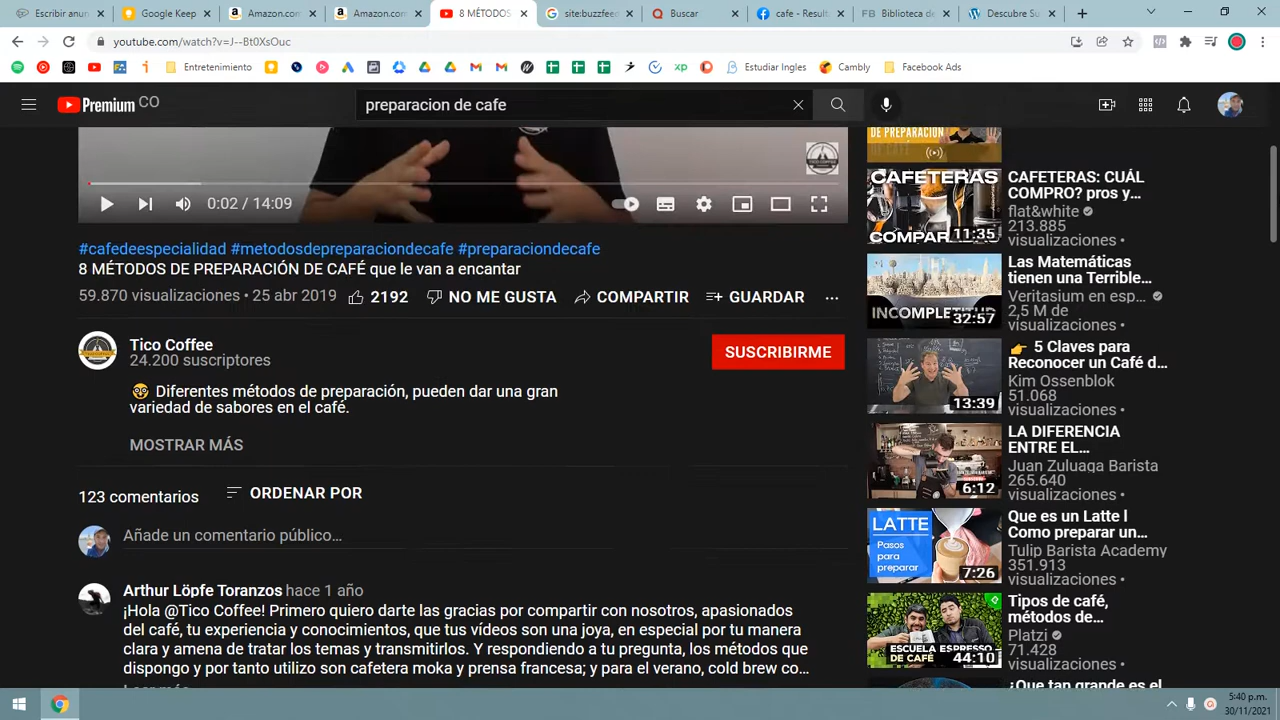 Escribir anun
Google Keep
Amazon.com
Amazon.com
8 MÉTODOS
site:buzzfeed
Buscar
cafe - Result
Biblioteca de
Descubre Su
youtube.com/watch?v=J--Bt0XsOuc
Entretenimiento
Estudiar Ingles
Cambly
Facebook Ads
Premium CO
preparacion de cafe
DE PREPARACIÓN
DE CAFÉ
0:02 / 14:09
#cafedeespecialidad #metodosdepreparaciondecafe #preparaciondecafe
8 MÉTODOS DE PREPARACIÓN DE CAFÉ que le van a encantar
59.870 visualizaciones • 25 abr 2019
2192
NO ME GUSTA
COMPARTIR
GUARDAR
Tico Coffee
24.200 suscriptores
SUSCRIBIRME
Diferentes métodos de preparación, pueden dar una gran
variedad de sabores en el café.
MOSTRAR MÁS
123 comentarios
ORDENAR POR
Añade un comentario público...
Arthur Löpfe Toranzos hace 1 año
¡Hola @Tico Coffee! Primero quiero darte las gracias por compartir con nosotros, apasionados
del café, tu experiencia y conocimientos, que tus vídeos son una joya, en especial por tu manera
clara y amena de tratar los temas y transmitirlos. Y respondiendo a tu pregunta, los métodos que
dispongo y por tanto utilizo son cafetera moka y prensa francesa; y para el verano, cold brew co...
Leer más
CAFETERAS
COMPAR
11:35
CAFETERAS: CUÁL
COMPRO? pros y...
flat&white
213.885
visualizaciones •
INCOMPLETITUD
32:57
Las Matemáticas
tienen una Terrible...
Veritasium en esp...
2,5 M de
visualizaciones •
13:39
5 Claves para
Reconocer un Café d...
Kim Ossenblok
51.068
visualizaciones •
6:12
LA DIFERENCIA
ENTRE EL...
Juan Zuluaga Barista
265.640
visualizaciones •
LATTE
Pasos
para
preparar
7:26
Que es un Latte l
Como preparar un...
Tulip Barista Academy
351.913
visualizaciones •
ESCUELA ESPRESSO
DE CAFÉ
44:10
Tipos de café,
métodos de...
Platzi
71.428
visualizaciones •
¿Que tan grande es el
5:40 p.m.
30/11/2021